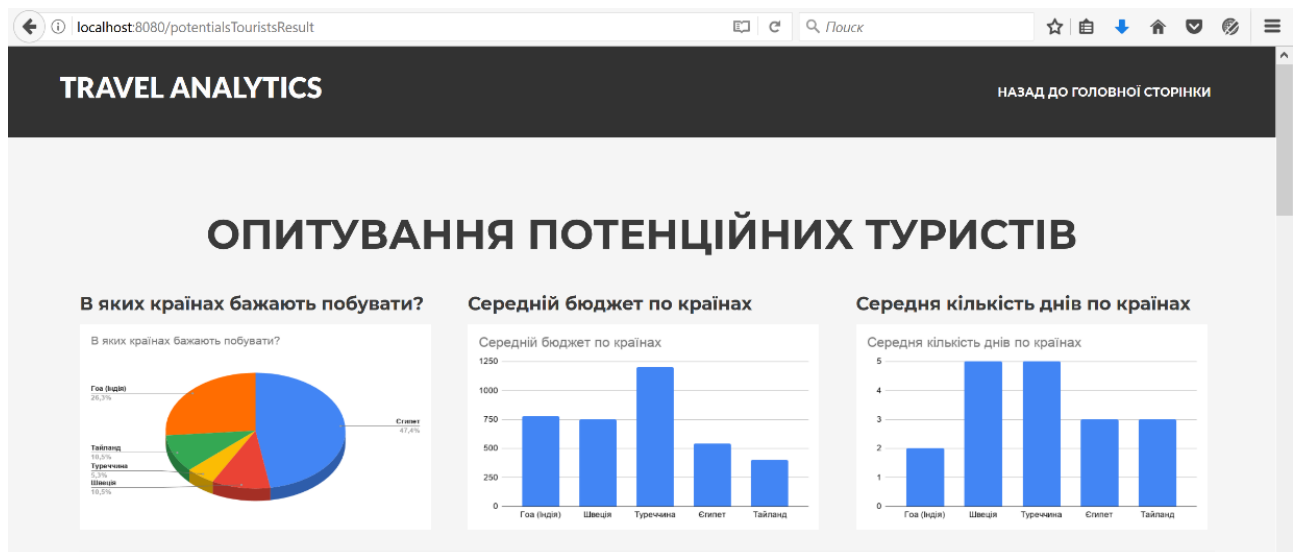 localhost:8080/potentialsTouristsResult
Поиск
TRAVEL ANALYTICS
НАЗАД ДО ГОЛОВНОЇ СТОРІНКИ
ОПИТУВАННЯ ПОТЕНЦІЙНИХ ТУРИСТІВ
В яких країнах бажають побувати?
В яких країнах бажають побувати?
Гоа (Індія)
26,3%
Єгипет
47,4%
Тайланд
10,5%
Туреччина
5,3%
Швеція
10,5%
Середній бюджет по країнах
Середній бюджет по країнах
1250
1000
750
500
250
0
Гоа (Індія) Швеція Туреччина Єгипет Тайланд
Середня кількість днів по країнах
Середня кількість днів по країнах
5
4
3
2
1
0
Гоа (Індія) Швеція Туреччина Єгипет Тайланд